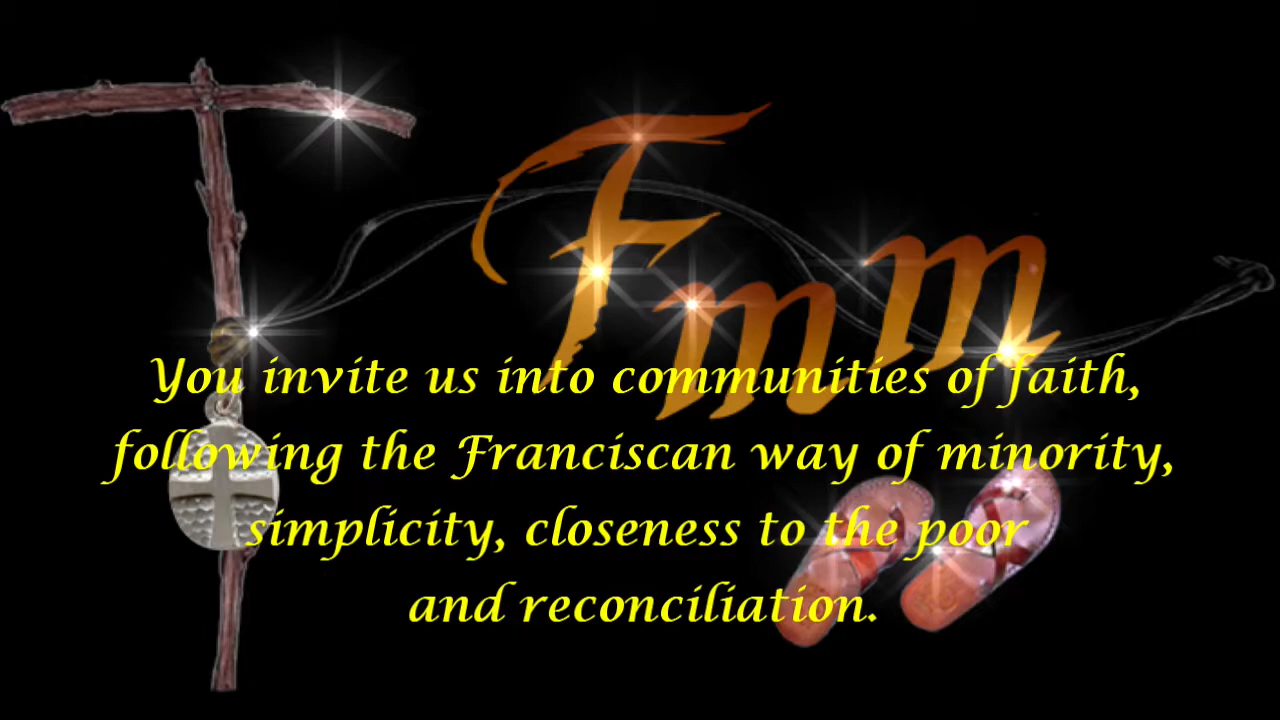 Fmm
You invite us into communities of faith,
following the Franciscan way of minority,
simplicity, closeness to the poor
and reconciliation.